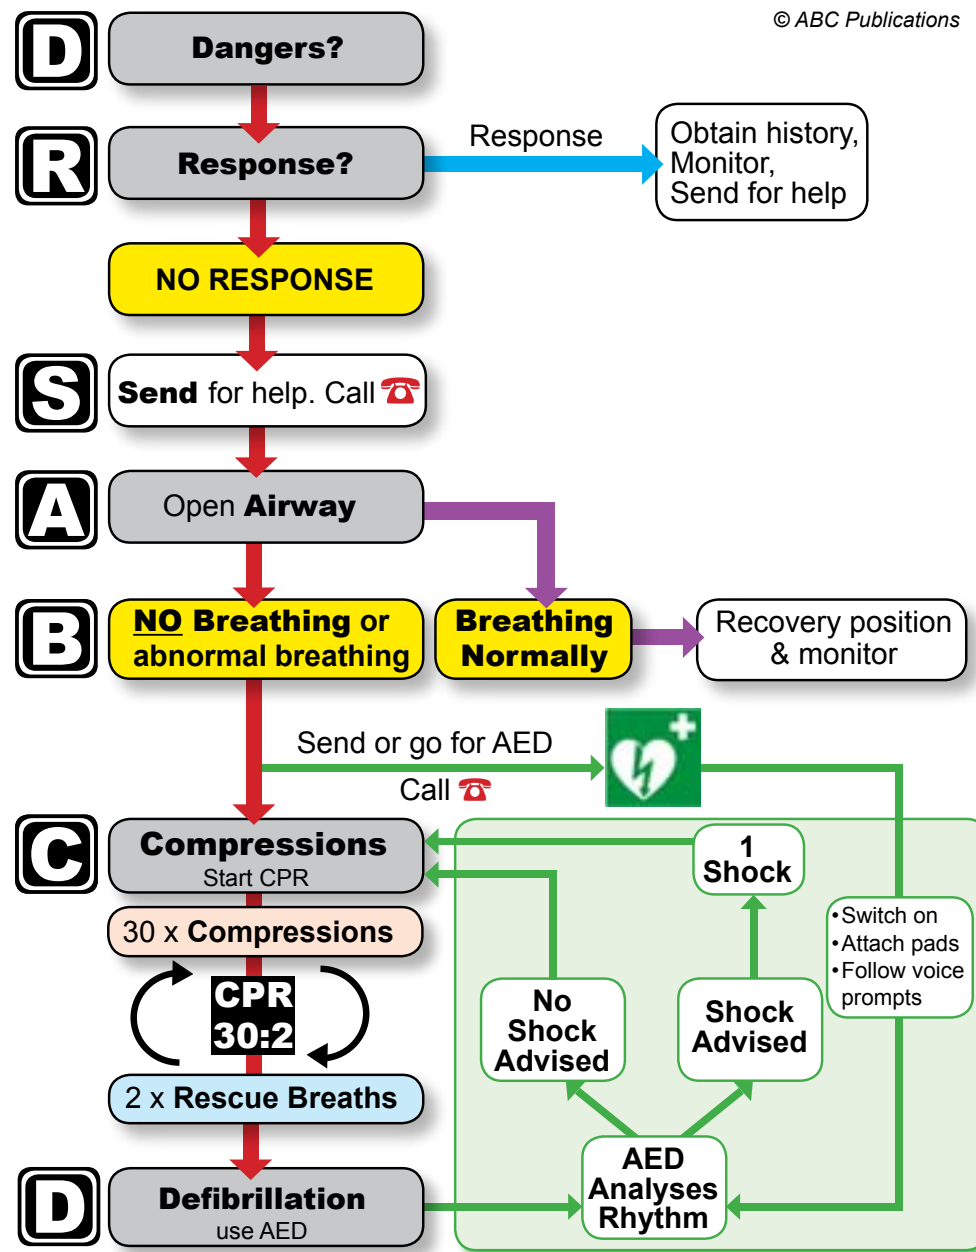 © ABC Publications
D
Dangers?
R
Response?
Response
Obtain history,
Monitor,
Send for help
NO RESPONSE
S
Send for help. Call ☎
A
Open Airway
B
NO Breathing or
abnormal breathing
Breathing
Normally
Recovery position
& monitor
Send or go for AED
Call ☎
C
Compressions
Start CPR
1
Shock
30 x Compressions
•Switch on
•Attach pads
•Follow voice
prompts
CPR
30:2
No
Shock
Advised
Shock
Advised
2 x Rescue Breaths
D
Defibrillation
use AED
AED
Analyses
Rhythm